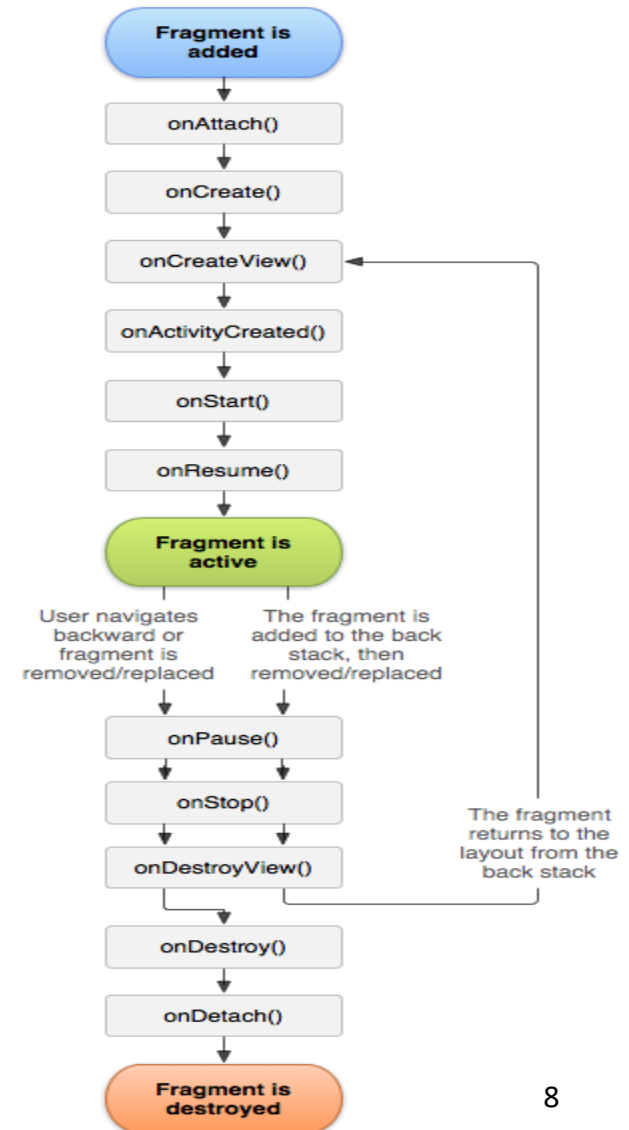 Fragment is
added
onAttach()
onCreate()
onCreateView()
onActivityCreated()
onStart()
onResume()
Fragment is
active
User navigates
backward or
fragment is
removed/replaced
The fragment is
added to the back
stack, then
removed/replaced
onPause()
onStop()
onDestroyView()
The fragment
returns to the
layout from the
back stack
onDestroy()
onDetach()
Fragment is
destroyed
8